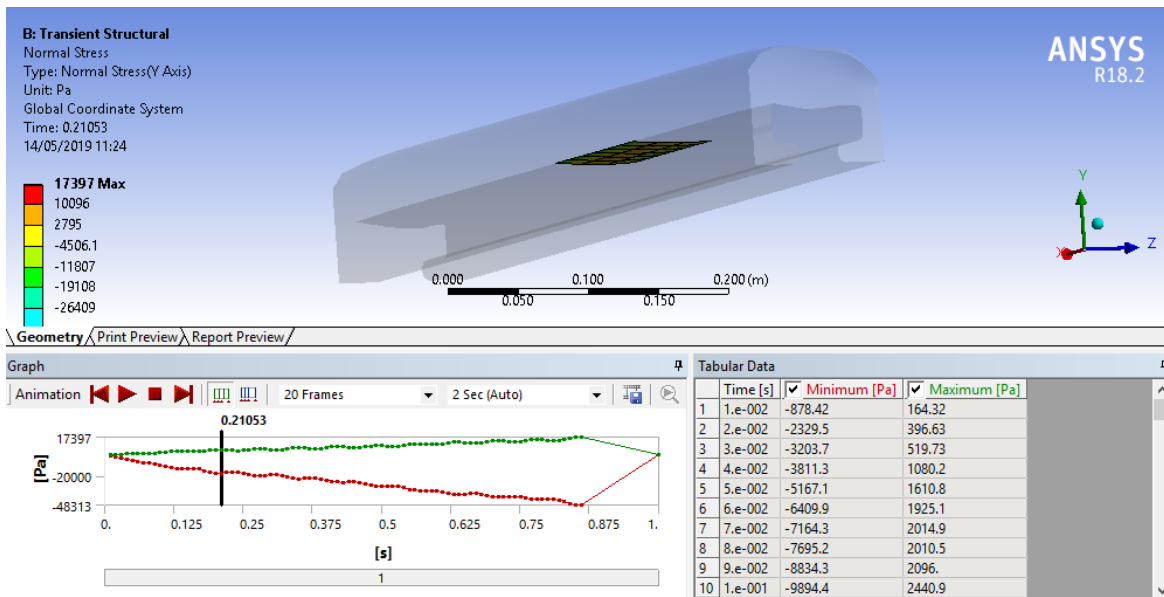 B: Transient Structural
Normal Stress
Type: Normal Stress(Y Axis)
Unit: Pa
Global Coordinate System
Time: 0.21053
14/05/2019 11:24
ANSYS
R18.2
17397 Max
10096
2795
-4506.1
-11807
-19108
-26409
Y
Z
X
0.000 0.100 0.200 (m)
0.050 0.150
Geometry Print Preview Report Preview
Graph
Animation 20 Frames 2 Sec (Auto)
0.21053
17397
-20000
-48313
[Pa]
0. 0.125 0.25 0.375 0.5 0.625 0.75 0.875 1.
[s]
1
Tabular Data
Time [s] Minimum [Pa] Maximum [Pa]
1 1.e-002 -878.42 164.32
2 2.e-002 -2329.5 396.63
3 3.e-002 -3203.7 519.73
4 4.e-002 -3811.3 1080.2
5 5.e-002 -5167.1 1610.8
6 6.e-002 -6409.9 1925.1
7 7.e-002 -7164.3 2014.9
8 8.e-002 -7695.2 2010.5
9 9.e-002 -8834.3 2096.
10 1.e-001 -9894.4 2440.9